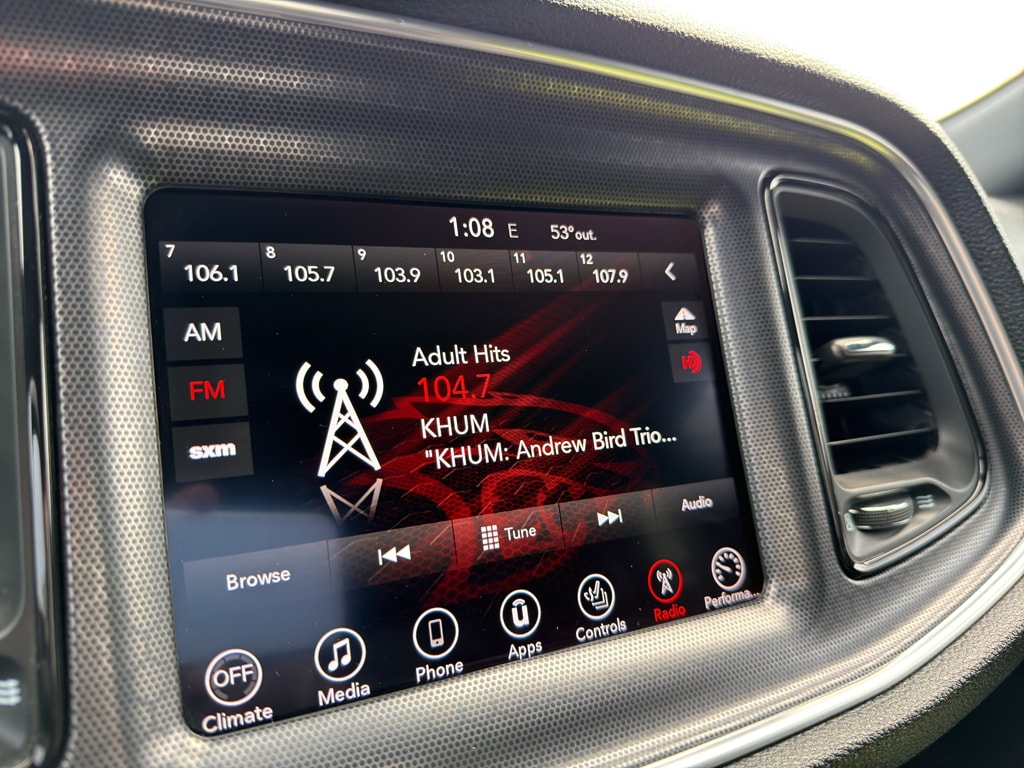 1:08 E 53° out.
7 106.1 8 105.7 9 103.9 10 103.1 11 105.1 12 107.9
Map
AM
FM
sxm
Adult Hits
104.7
KHUM
"KHUM: Andrew Bird Trio...
Browse Tune Audio
OFF
Climate Media Phone Apps Controls Radio Performa...